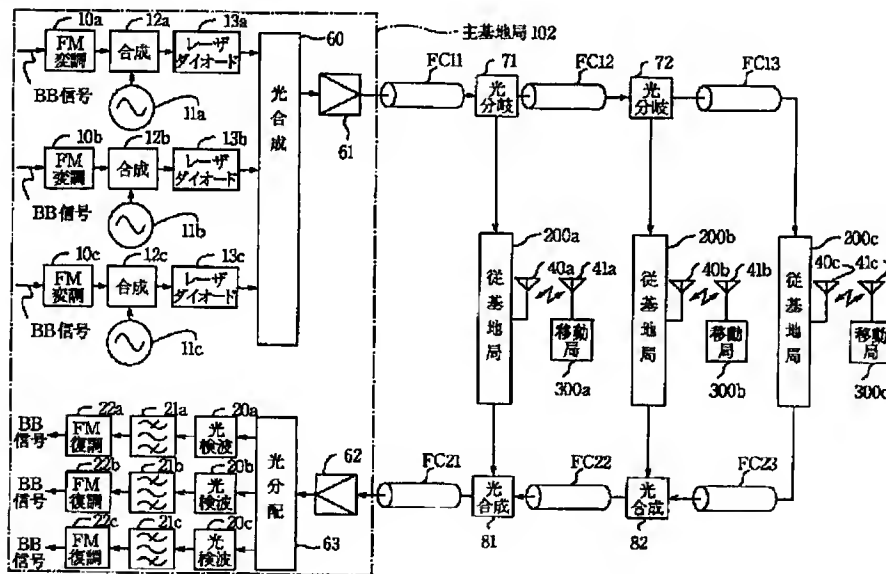 10a
12a
13a
60
主基地局 102
FM
変調
合成
レーザ
ダイオード
BB信号
11a
光合成
61
FC11
71
光分岐
FC12
72
光分岐
FC13
10b
12b
13b
FM
変調
合成
レーザ
ダイオード
BB信号
11b
10c
12c
13c
FM
変調
合成
レーザ
ダイオード
BB信号
11c
200a
40a
41a
従基地局
移動局
300a
200b
40b
41b
従基地局
移動局
300b
200c
40c
41c
従基地局
移動局
300c
22a
21a
20a
BB
信号
FM
復調
光
検波
22b
21b
20b
BB
信号
FM
復調
光
検波
22c
21c
20c
BB
信号
FM
復調
光
検波
光分配
63
62
FC21
光合成
81
FC22
光合成
82
FC23